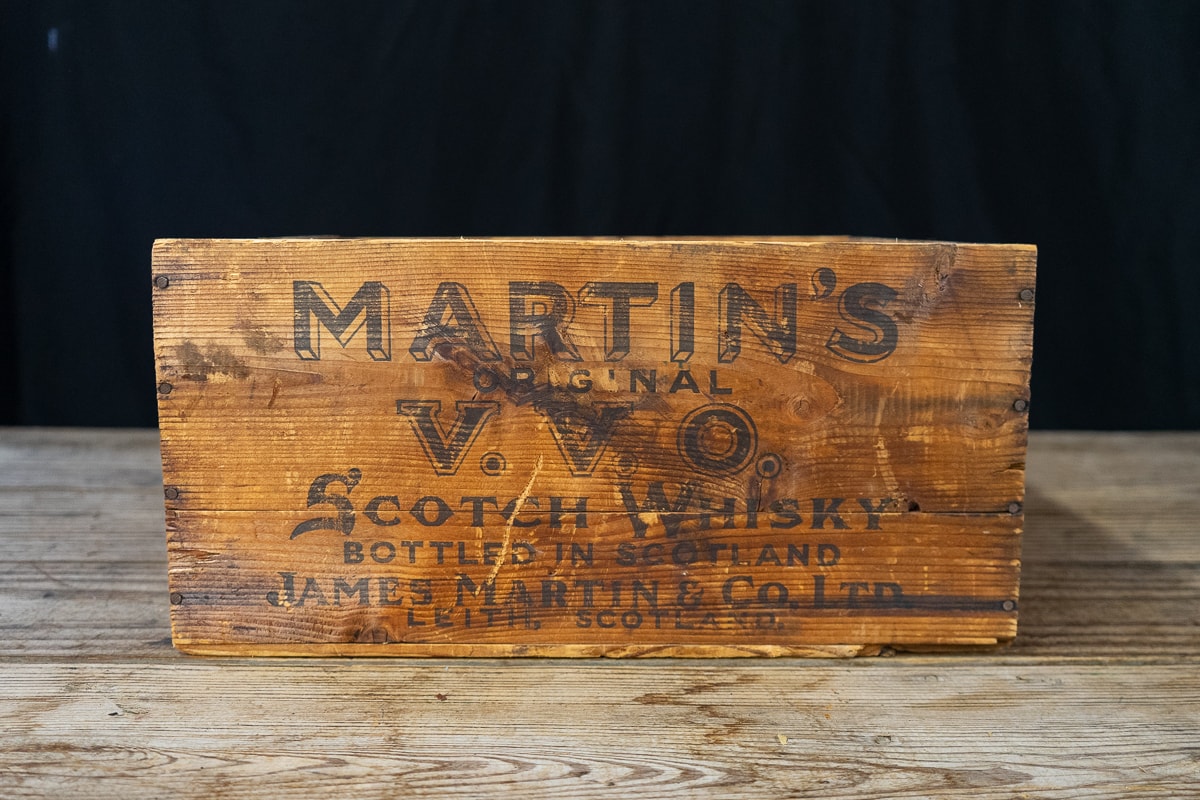 MARTIN'S
ORIGINAL
V.V.O.
SCOTCH WHISKY
BOTTLED IN SCOTLAND
JAMES MARTIN & CO. LTD.
LEITH, SCOTLAND.